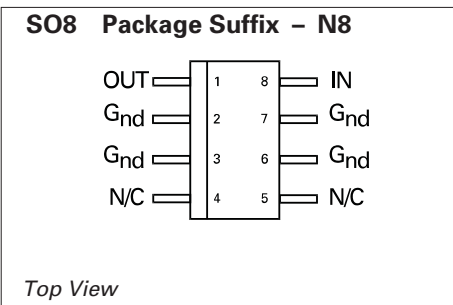 SO8 Package Suffix – N8
OUT 1 8 IN
Gnd 2 7 Gnd
Gnd 3 6 Gnd
N/C 4 5 N/C
Top View